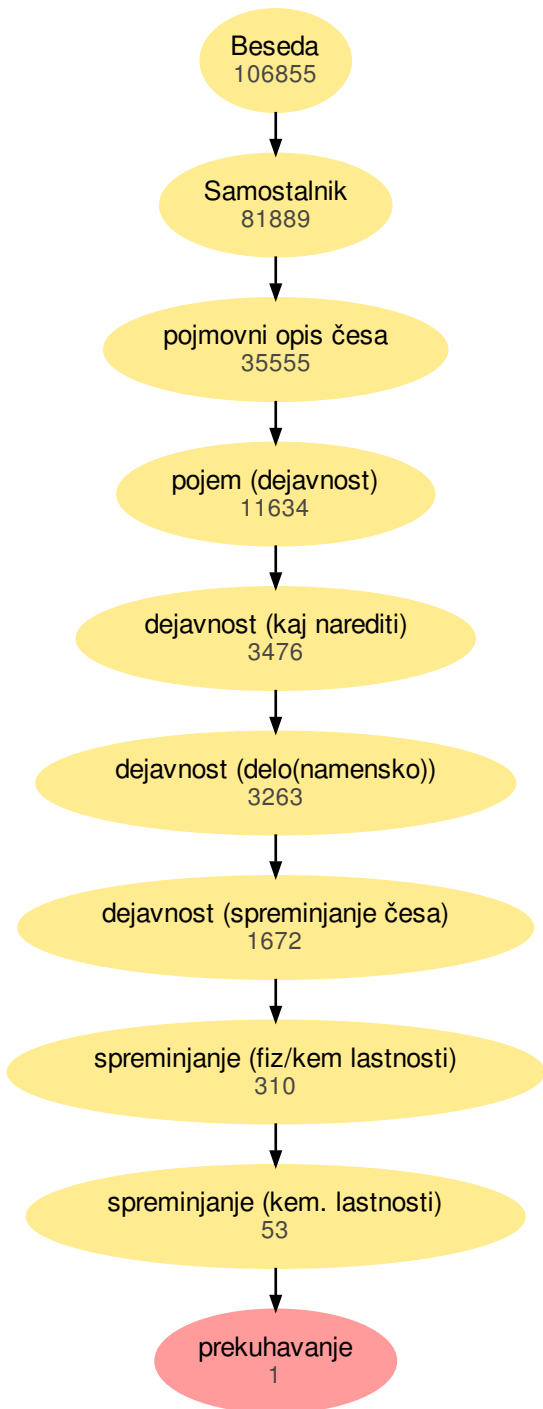 Beseda
106855
Samostalnik
81889
pojmovni opis česa
35555
pojem (dejavnost)
11634
dejavnost (kaj narediti)
3476
dejavnost (delo(namensko))
3263
dejavnost (spreminjanje česa)
1672
spreminjanje (fiz/kem lastnosti)
310
spreminjanje (kem. lastnosti)
53
prekuhavanje
1